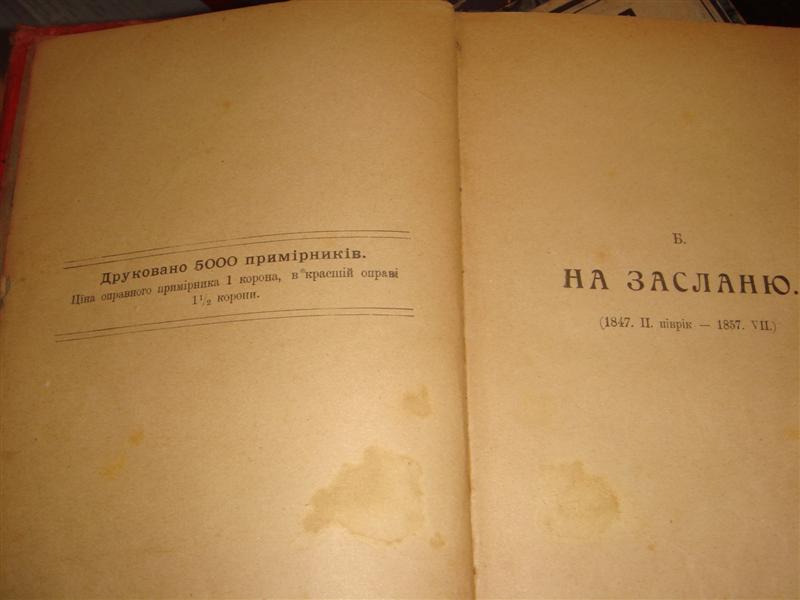 Друковано 5000 примірників.
Ціна оправного примірника 1 корона, в красшій оправі
1½ корони.
Б.
НА ЗАСЛАНЮ.
(1847. II. піврік — 1857. VII.)